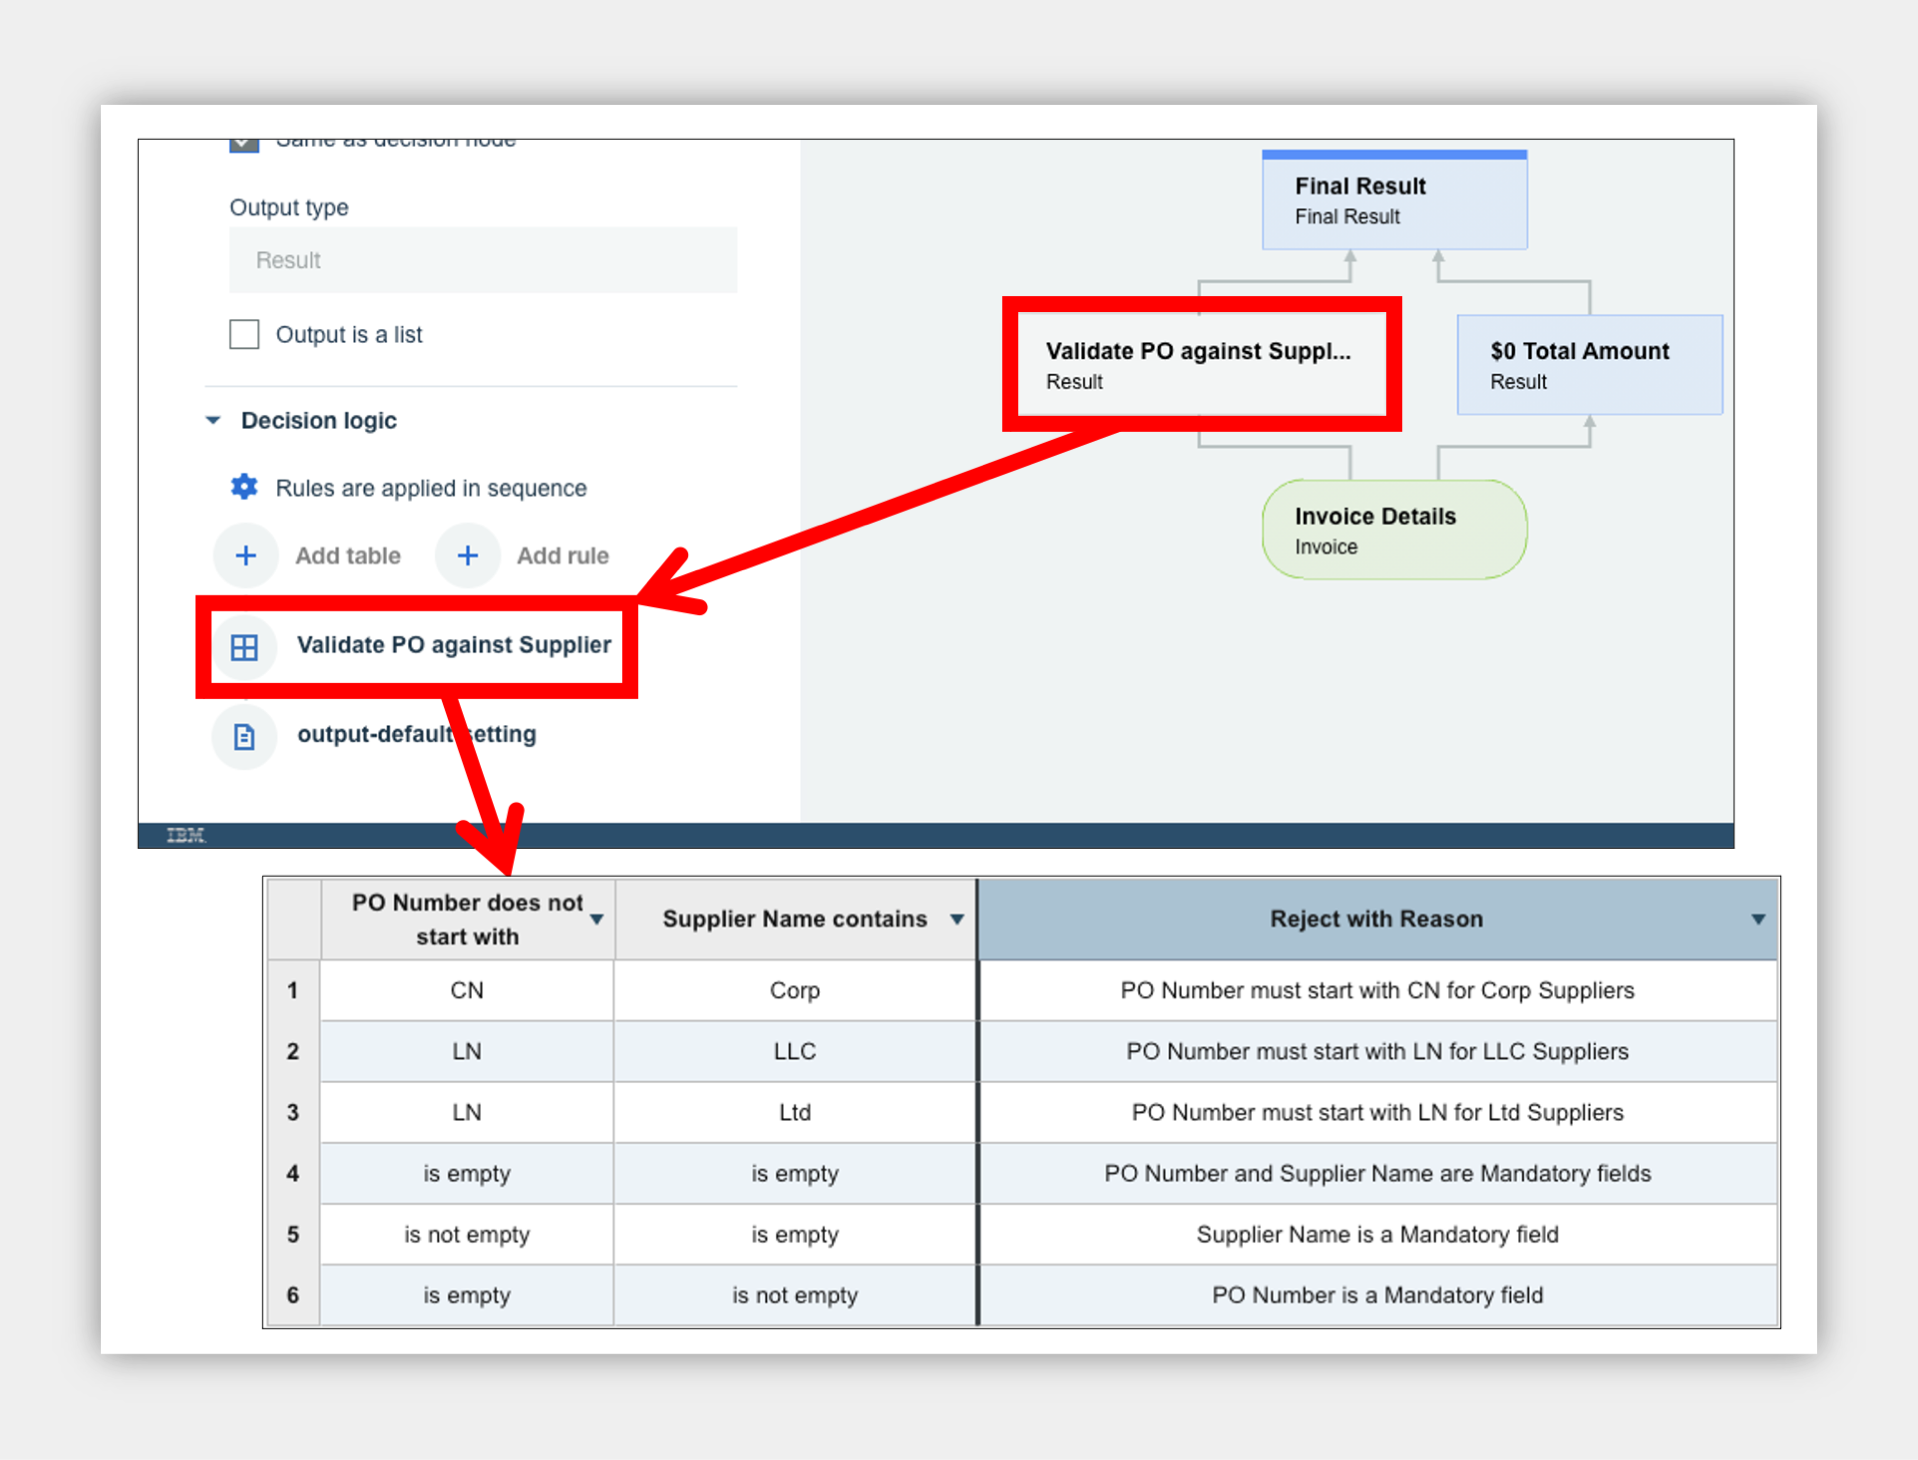 Same as decision node
Output type
Result
Output is a list
Decision logic
Rules are applied in sequence
Add table
Add rule
Validate PO against Supplier
output-default setting
IBM
Final Result
Final Result
Validate PO against Suppl...
Result
$0 Total Amount
Result
Invoice Details
Invoice
PO Number does not
start with
Supplier Name contains
Reject with Reason
1 CN Corp PO Number must start with CN for Corp Suppliers
2 LN LLC PO Number must start with LN for LLC Suppliers
3 LN Ltd PO Number must start with LN for Ltd Suppliers
4 is empty is empty PO Number and Supplier Name are Mandatory fields
5 is not empty is empty Supplier Name is a Mandatory field
6 is empty is not empty PO Number is a Mandatory field